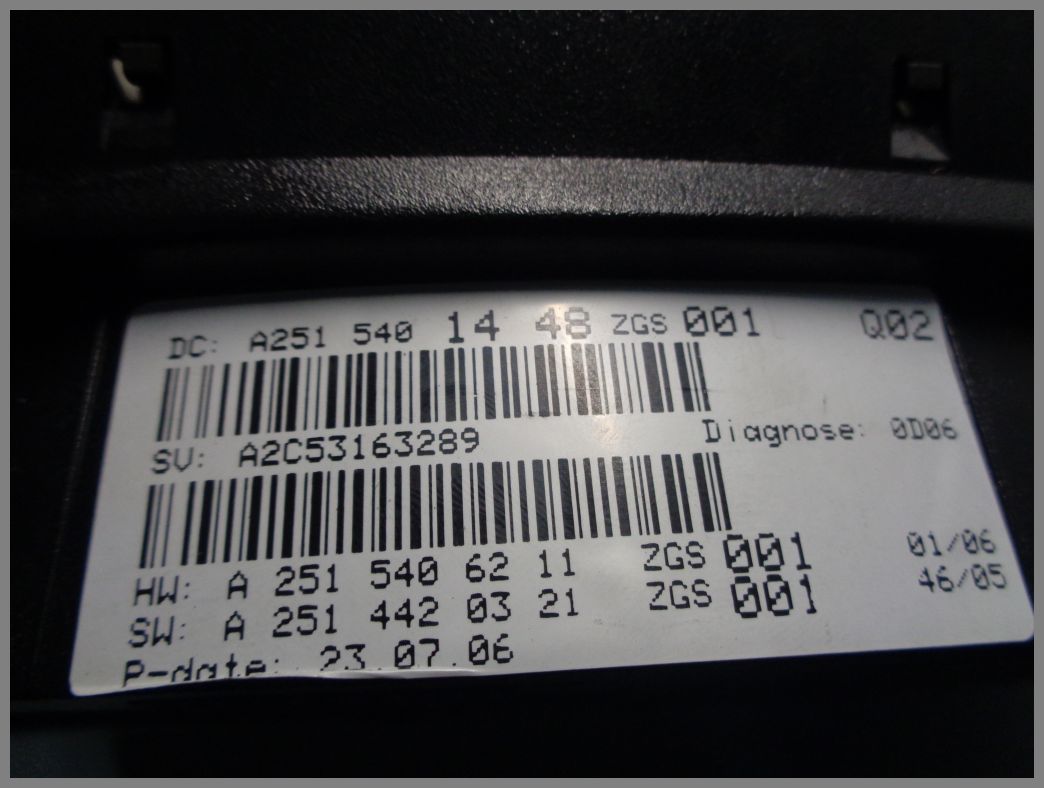 DC: A251 540 14 48 ZGS 001 Q02
SV: A2C53163289 Diagnose: 0D06
HW: A 251 540 62 11 ZGS 001 01/06
SW: A 251 442 03 21 ZGS 001 46/05
P-date: 23.07.06